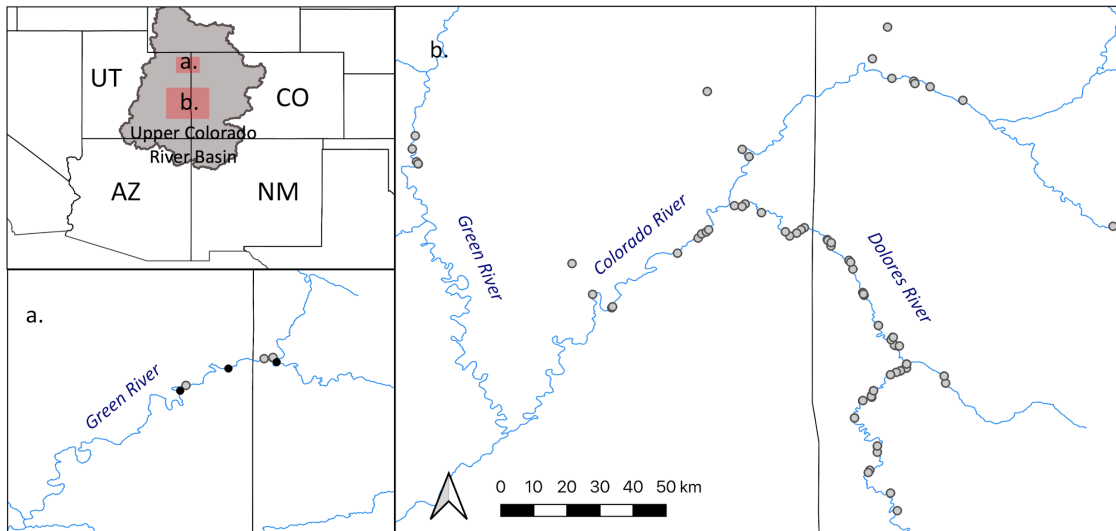 UT
a.
b.
CO
Upper Colorado
River Basin
AZ
NM
a.
Green River
b.
Green River
Colorado River
Dolores River
0 10 20 30 40 50 km